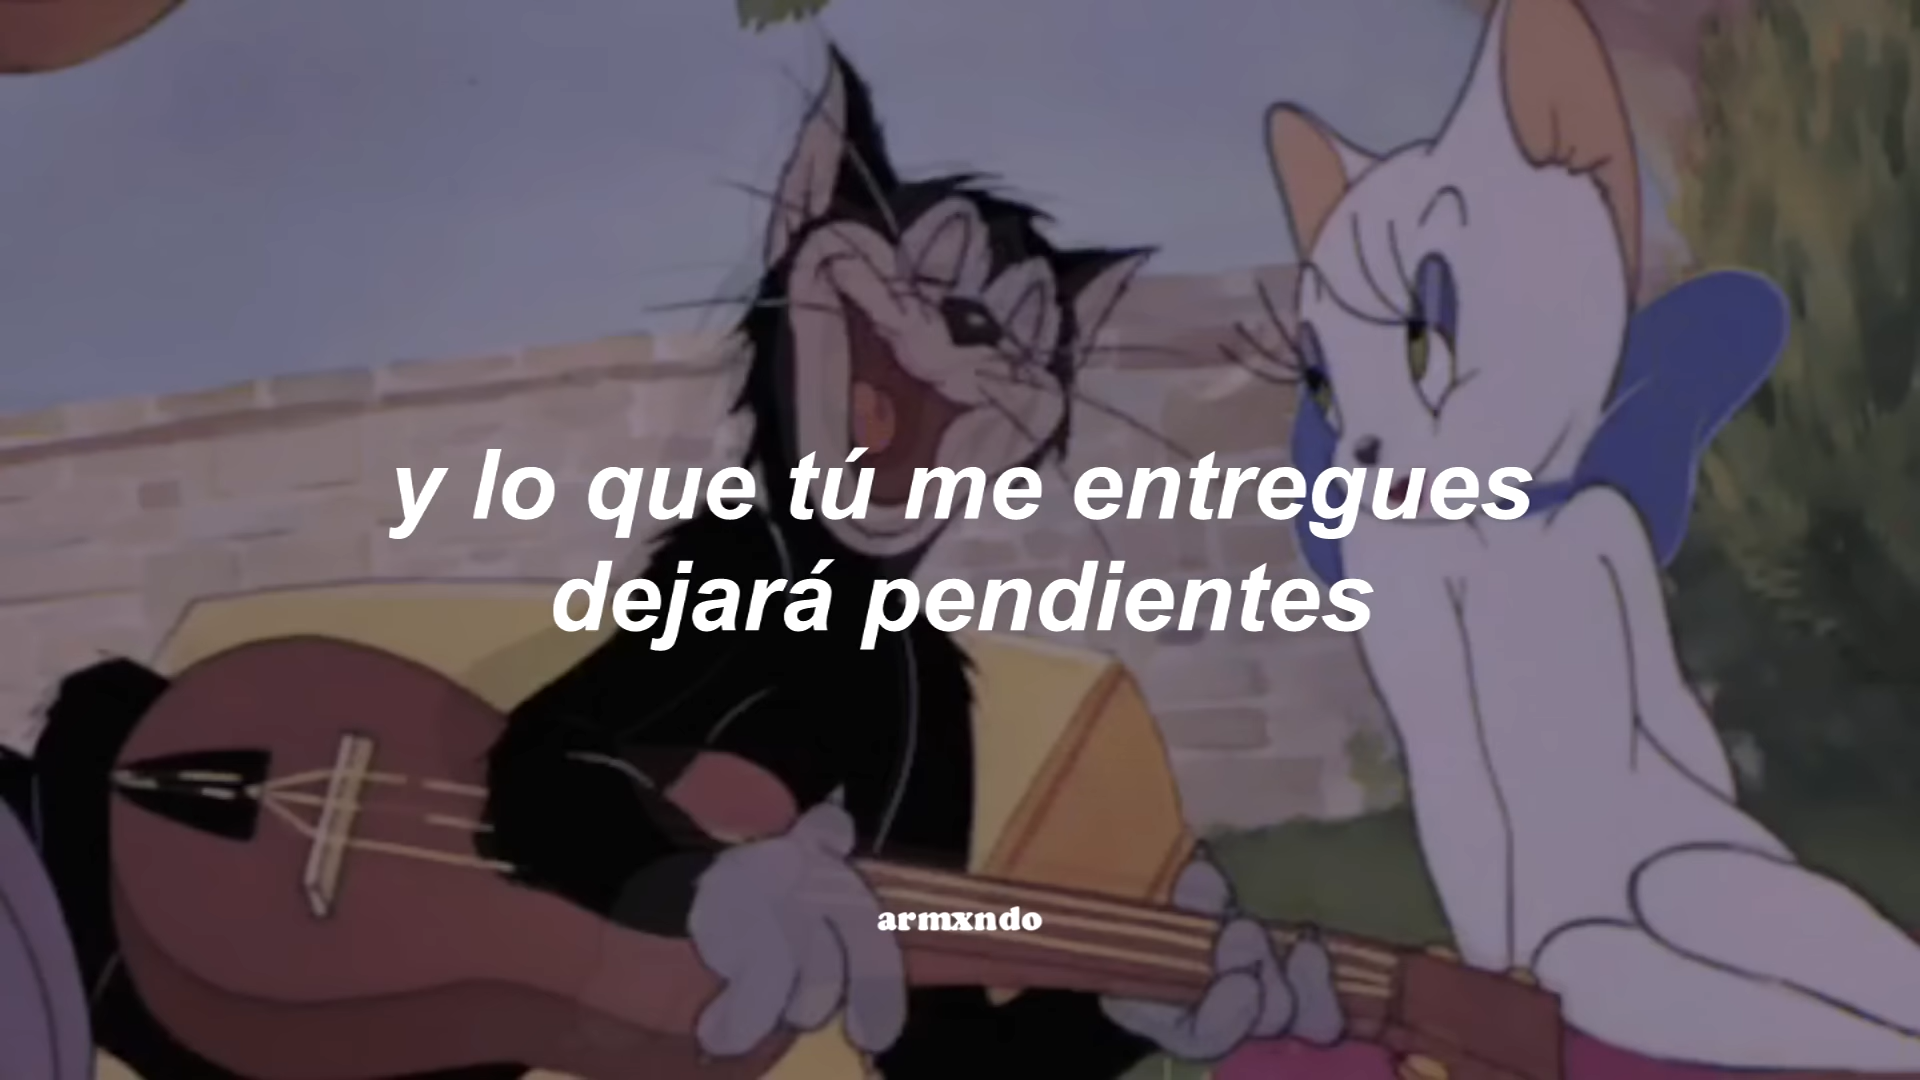 y lo que tú me entregues
dejará pendientes
armxndo